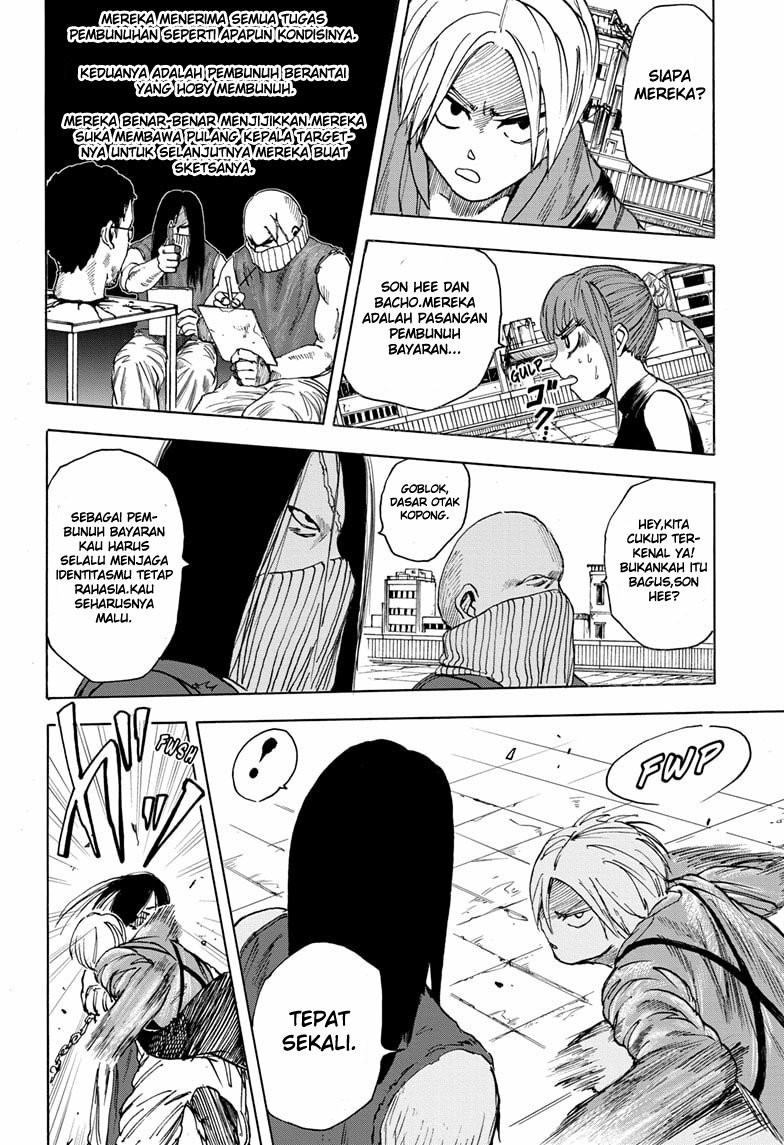 SIAPA
MEREKA?
SON HEE DAN
BACHO.MEREKA
ADALAH PASANGAN
PEMBUNUH
BAYARAN...
GULP
ゴク...
MEREKA MENERIMA SEMUA TUGAS
PEMBUNUHAN SEPERTI APAPUN KONDISINYA.
KEDUANYA ADALAH PEMBUNUH BERANTAI
YANG HOBY MEMBUNUH.
MEREKA BENAR-BENAR MENJIJIKKAN.MEREKA
SUKA MEMBAWA PULANG KEPALA TARGET-
NYA UNTUK SELANJUTNYA MEREKA BUAT
SKETSANYA.
HEY,KITA
CUKUP TER-
KENAL YA!
BUKANKAH ITU
BAGUS,SON
HEE?
GOBLOK,
DASAR OTAK
KOPONG.
SEBAGAI PEM-
BUNUH BAYARAN
KAU HARUS
SELALU MENJAGA
IDENTITASMU TETAP
RAHASIA.KAU
SEHARUSNYA
MALU.
FWP
!
TEPAT
SEKALI.
FWSH